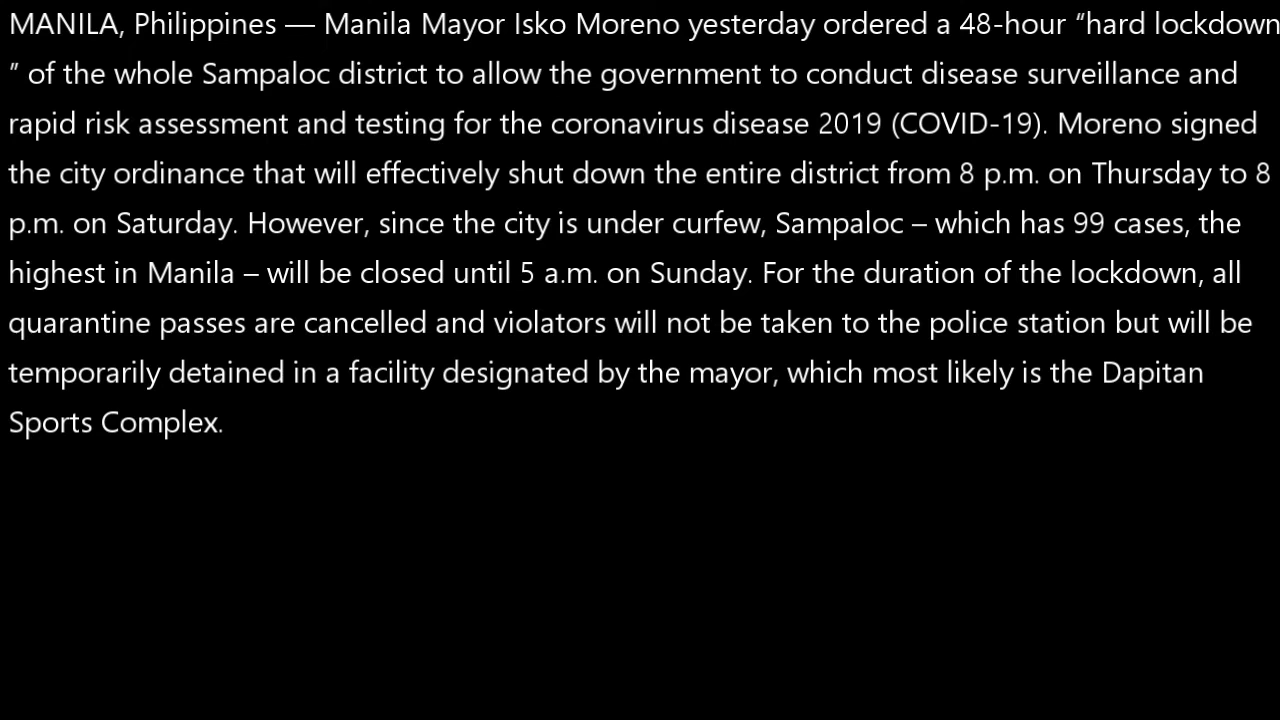 MANILA, Philippines — Manila Mayor Isko Moreno yesterday ordered a 48-hour “hard lockdown
” of the whole Sampaloc district to allow the government to conduct disease surveillance and
rapid risk assessment and testing for the coronavirus disease 2019 (COVID-19). Moreno signed
the city ordinance that will effectively shut down the entire district from 8 p.m. on Thursday to 8
p.m. on Saturday. However, since the city is under curfew, Sampaloc – which has 99 cases, the
highest in Manila – will be closed until 5 a.m. on Sunday. For the duration of the lockdown, all
quarantine passes are cancelled and violators will not be taken to the police station but will be
temporarily detained in a facility designated by the mayor, which most likely is the Dapitan
Sports Complex.